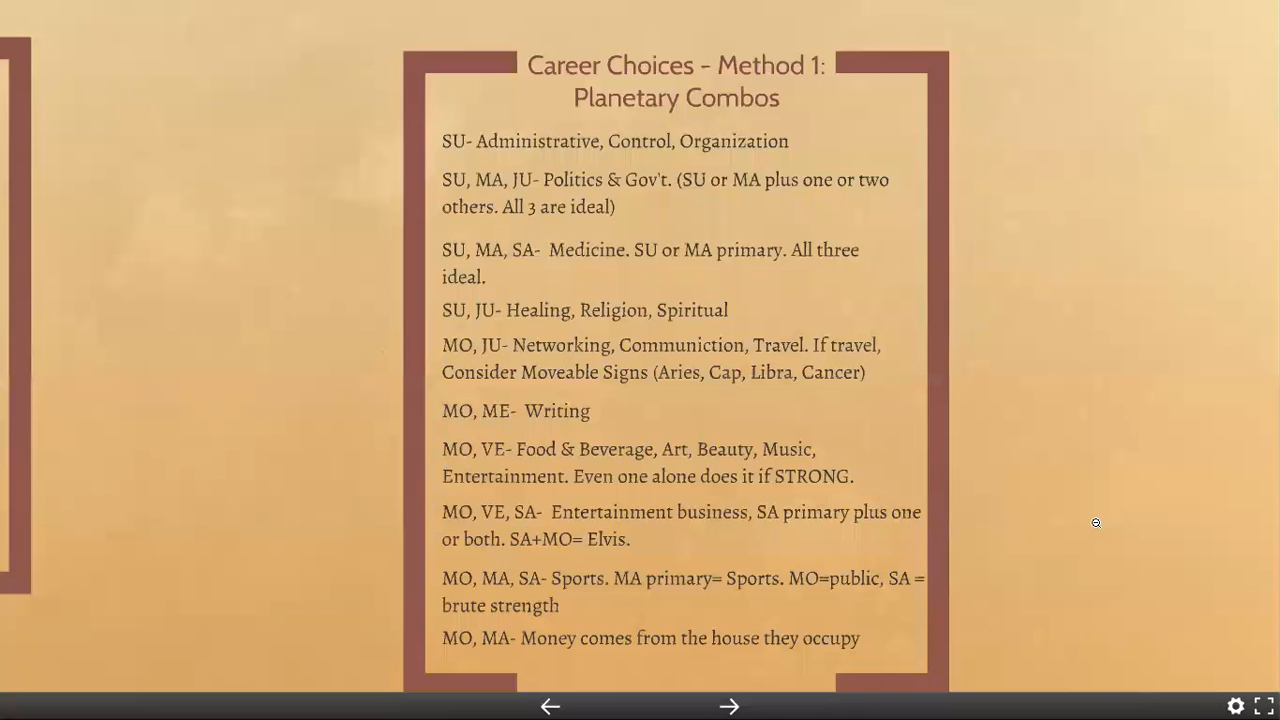 Career Choices - Method 1:
Planetary Combos
SU- Administrative, Control, Organization
SU, MA, JU- Politics & Gov't. (SU or MA plus one or two
others. All 3 are ideal)
SU, MA, SA- Medicine. SU or MA primary. All three
ideal.
SU, JU- Healing, Religion, Spiritual
MO, JU- Networking, Communiction, Travel. If travel,
Consider Moveable Signs (Aries, Cap, Libra, Cancer)
MO, ME- Writing
MO, VE- Food & Beverage, Art, Beauty, Music,
Entertainment. Even one alone does it if STRONG.
MO, VE, SA- Entertainment business, SA primary plus one
or both. SA+MO= Elvis.
MO, MA, SA- Sports. MA primary= Sports. MO=public, SA =
brute strength
MO, MA- Money comes from the house they occupy